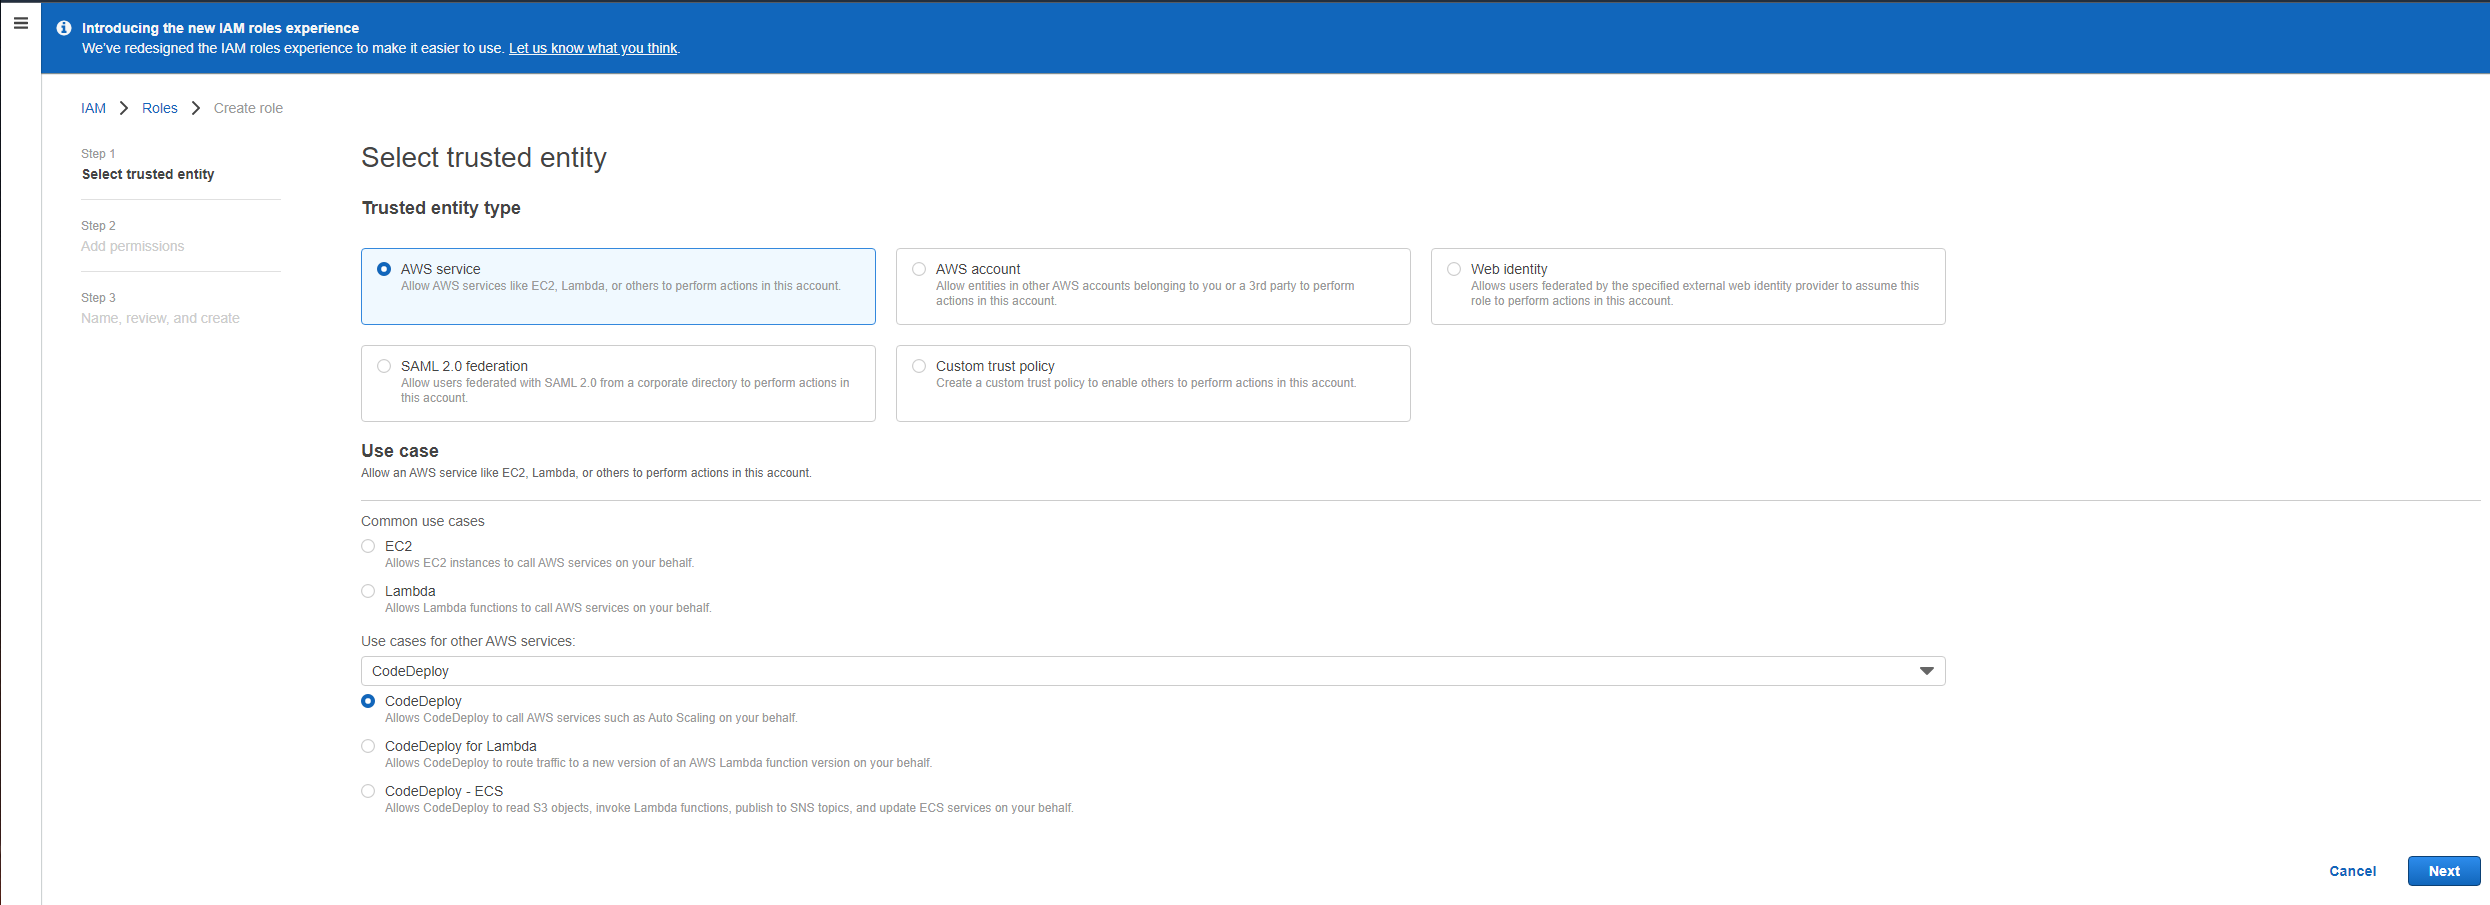 Introducing the new IAM roles experience
We've redesigned the IAM roles experience to make it easier to use. Let us know what you think.
IAM > Roles > Create role
Step 1
Select trusted entity
Step 2
Add permissions
Step 3
Name, review, and create
Select trusted entity
Trusted entity type
AWS service
Allow AWS services like EC2, Lambda, or others to perform actions in this account.
AWS account
Allow entities in other AWS accounts belonging to you or a 3rd party to perform
actions in this account.
Web identity
Allows users federated by the specified external web identity provider to assume this
role to perform actions in this account.
SAML 2.0 federation
Allow users federated with SAML 2.0 from a corporate directory to perform actions in
this account.
Custom trust policy
Create a custom trust policy to enable others to perform actions in this account.
Use case
Allow an AWS service like EC2, Lambda, or others to perform actions in this account.
Common use cases
EC2
Allows EC2 instances to call AWS services on your behalf.
Lambda
Allows Lambda functions to call AWS services on your behalf.
Use cases for other AWS services:
CodeDeploy
CodeDeploy
Allows CodeDeploy to call AWS services such as Auto Scaling on your behalf.
CodeDeploy for Lambda
Allows CodeDeploy to route traffic to a new version of an AWS Lambda function version on your behalf.
CodeDeploy - ECS
Allows CodeDeploy to read S3 objects, invoke Lambda functions, publish to SNS topics, and update ECS services on your behalf.
Cancel
Next